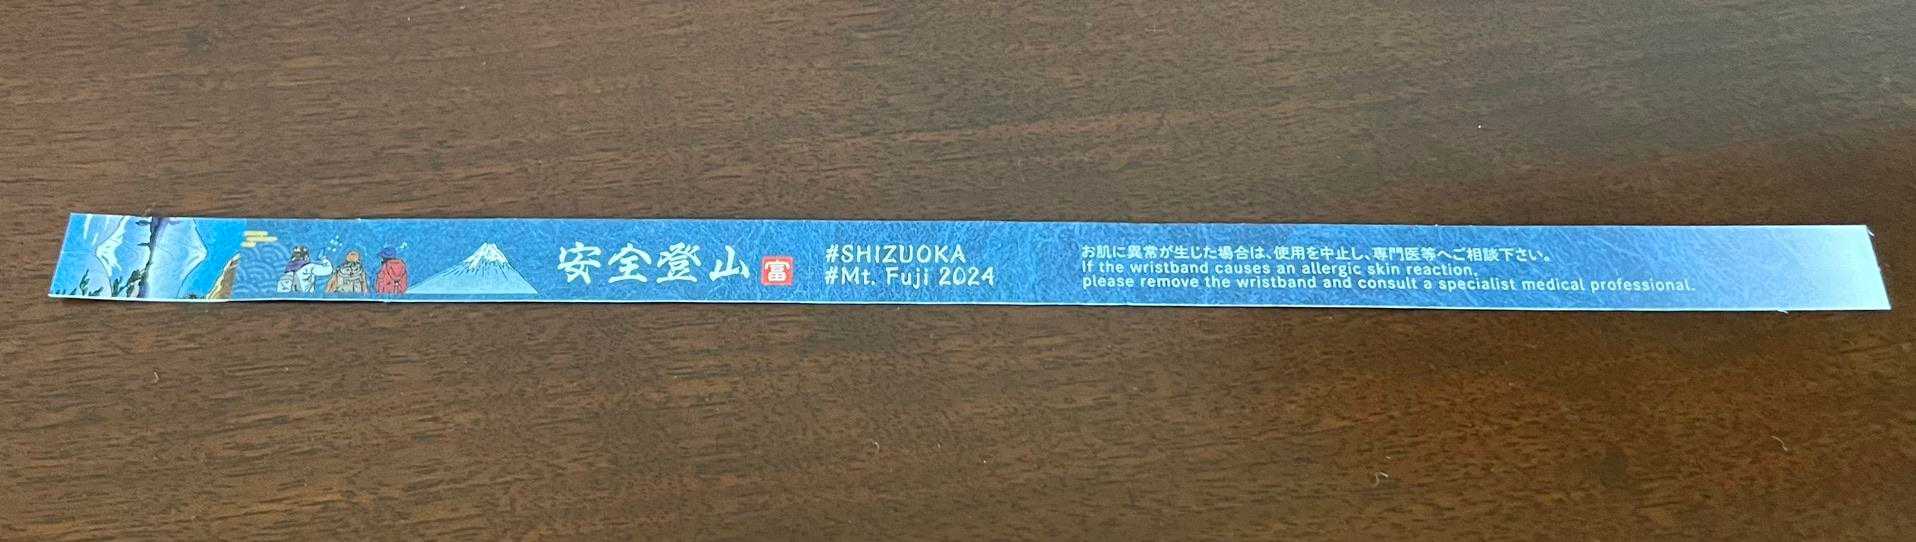 安全登山
富
#SHIZUOKA
#Mt. Fuji 2024
お肌に異常が生じた場合は、使用を中止し、専門医等へご相談下さい。
If the wristband causes an allergic skin reaction,
please remove the wristband and consult a specialist medical professional.